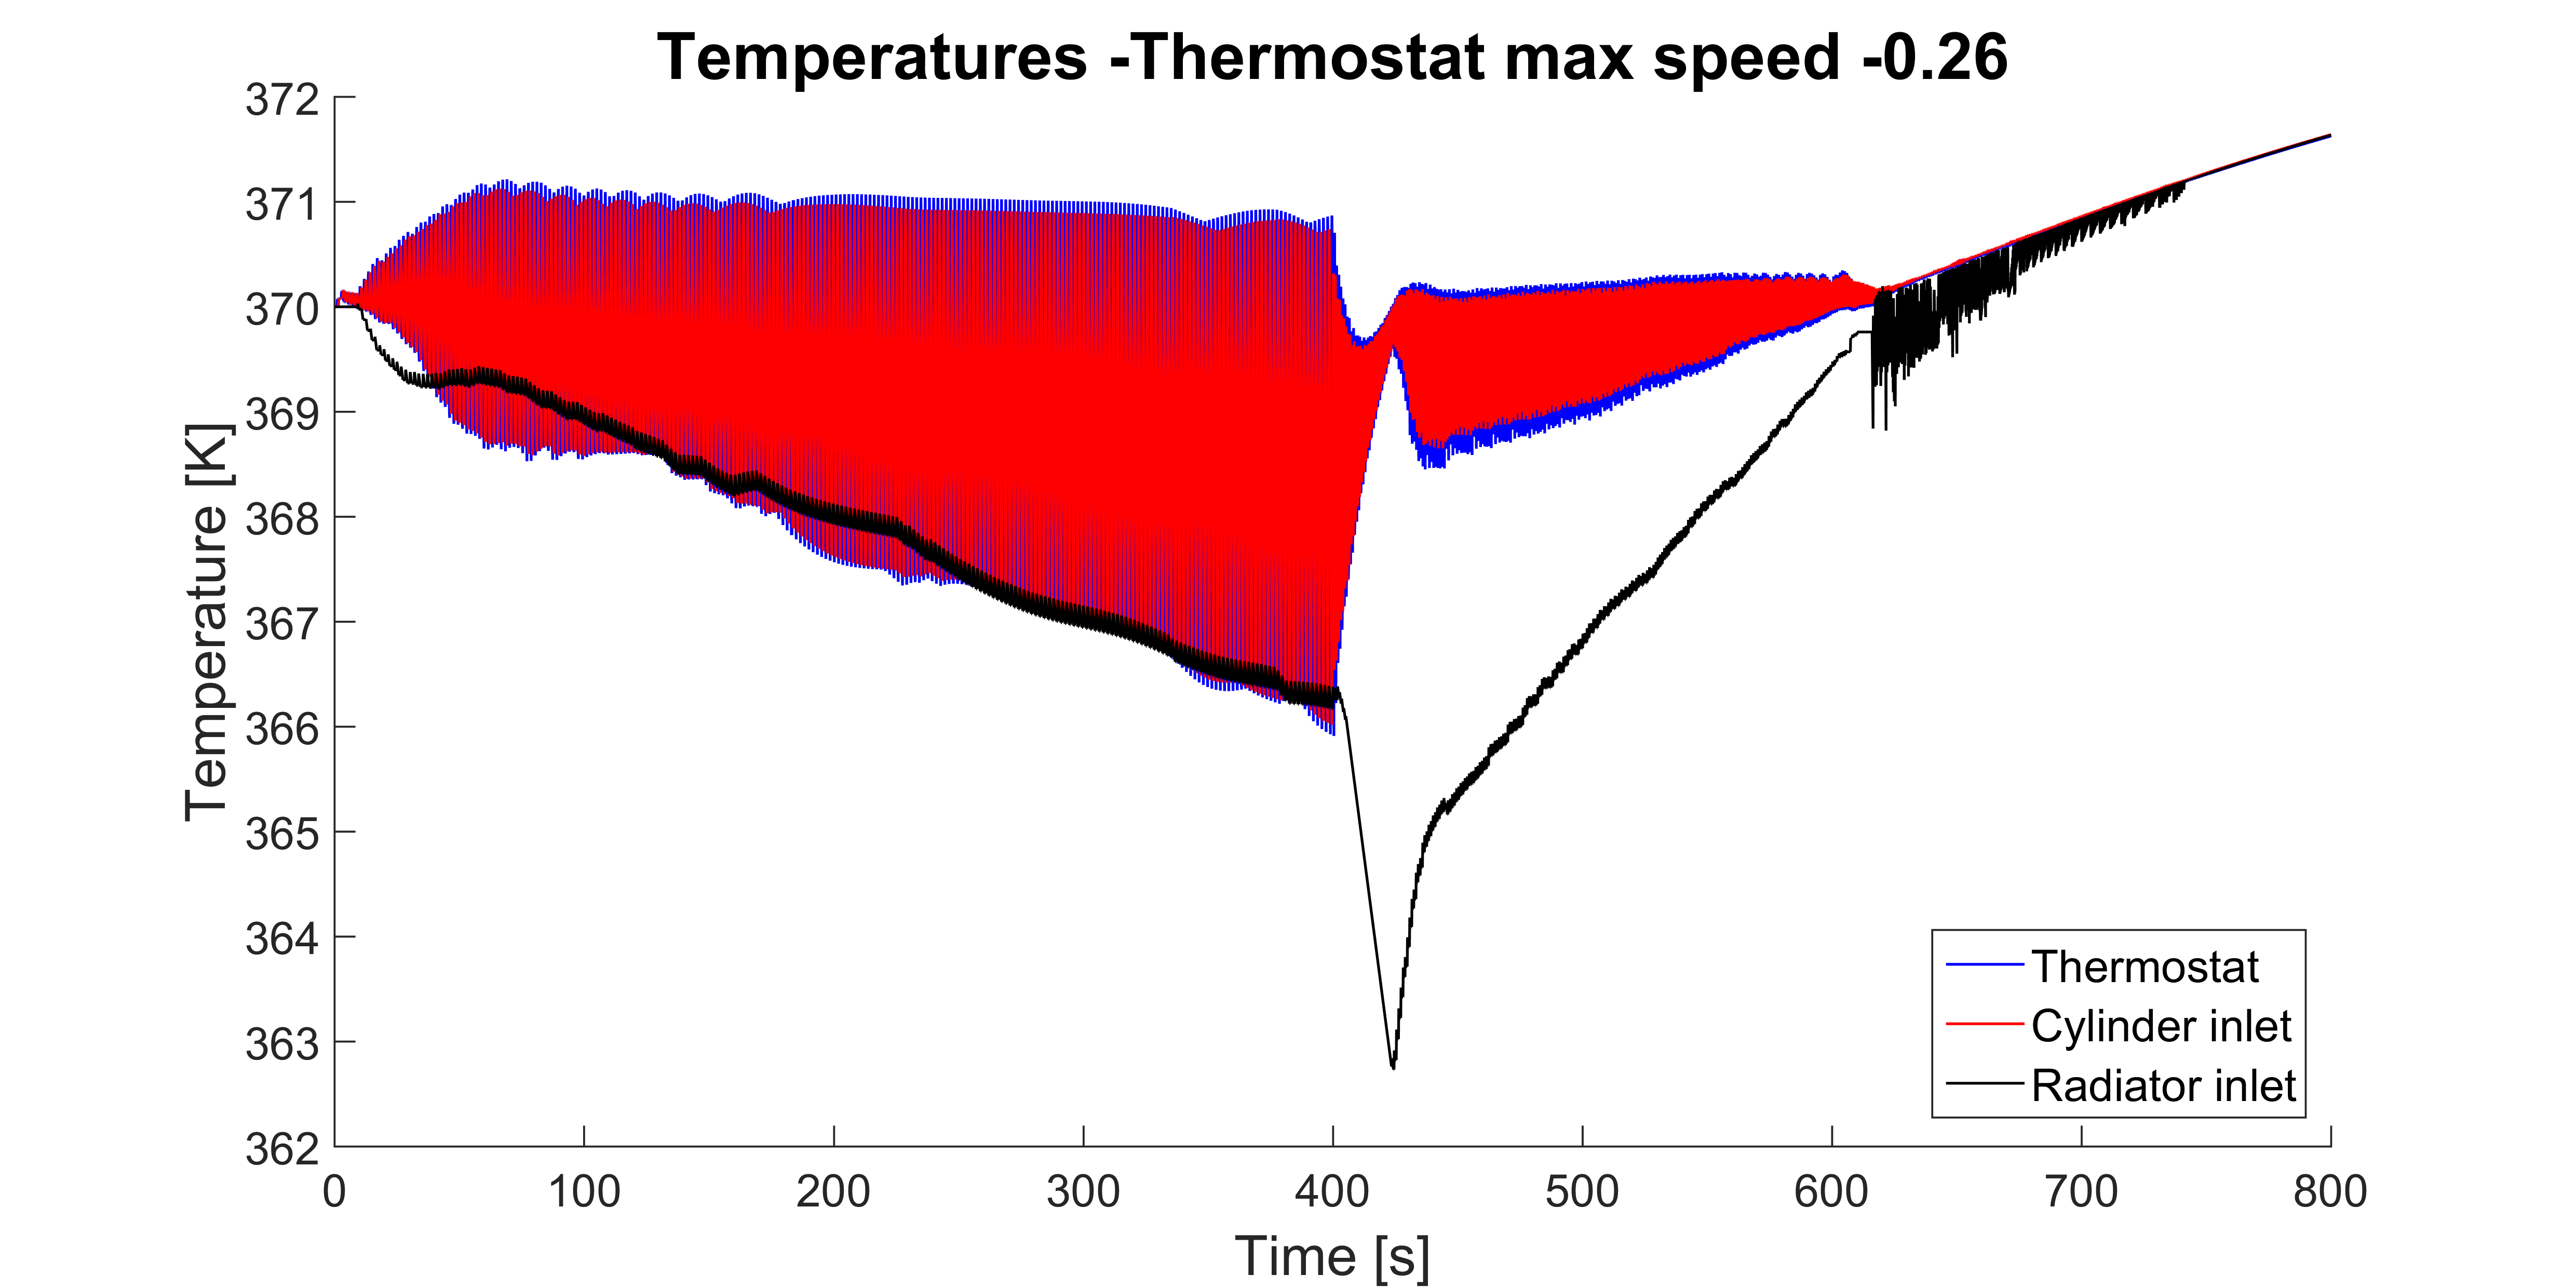 Temperatures -Thermostat max speed -0.26
372
371
370
369
368
367
366
365
364
363
362
Temperature [K]
0 100 200 300 400 500 600 700 800
Time [s]
Thermostat
Cylinder inlet
Radiator inlet